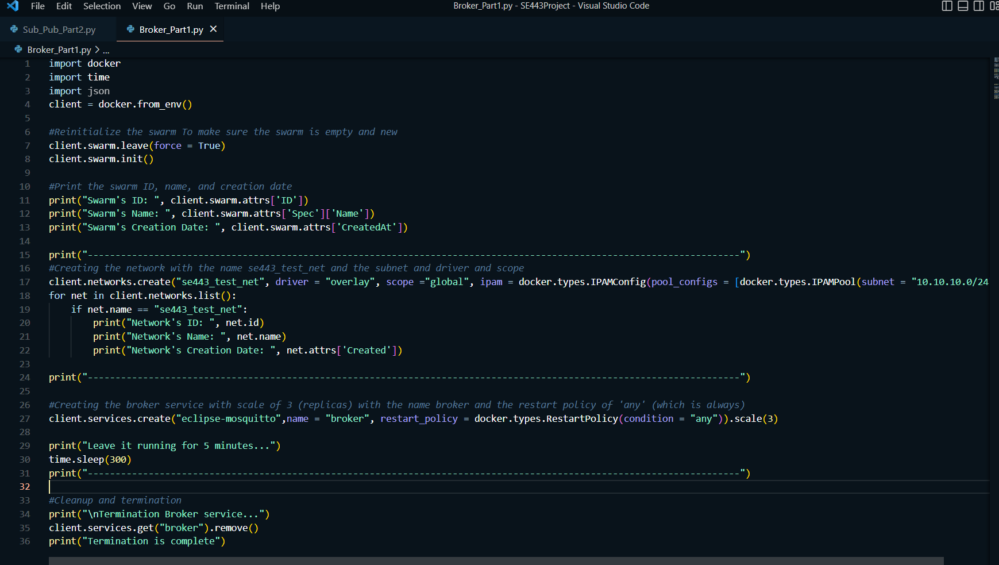 File Edit Selection View Go Run Terminal Help Broker_Part1.py - SE443Project - Visual Studio Code
Sub_Pub_Part2.py Broker_Part1.py ✕
Broker_Part1.py > ...
1 import docker
2 import time
3 import json
4 client = docker.from_env()
5
6 #Reinitialize the swarm To make sure the swarm is empty and new
7 client.swarm.leave(force = True)
8 client.swarm.init()
9
10 #Print the swarm ID, name, and creation date
11 print("Swarm's ID: ", client.swarm.attrs['ID'])
12 print("Swarm's Name: ", client.swarm.attrs['Spec']['Name'])
13 print("Swarm's Creation Date: ", client.swarm.attrs['CreatedAt'])
14
15 print("----------------------------------------------------------------------------------------------------------------------")
16 #Creating the network with the name se443_test_net and the subnet and driver and scope
17 client.networks.create("se443_test_net", driver = "overlay", scope ="global", ipam = docker.types.IPAMConfig(pool_configs = [docker.types.IPAMPool(subnet = "10.10.10.0/24
18 for net in client.networks.list():
19     if net.name == "se443_test_net":
20         print("Network's ID: ", net.id)
21         print("Network's Name: ", net.name)
22         print("Network's Creation Date: ", net.attrs['Created'])
23
24 print("----------------------------------------------------------------------------------------------------------------------")
25
26 #Creating the broker service with scale of 3 (replicas) with the name broker and the restart policy of 'any' (which is always)
27 client.services.create("eclipse-mosquitto",name = "broker", restart_policy = docker.types.RestartPolicy(condition = "any")).scale(3)
28
29 print("Leave it running for 5 minutes...")
30 time.sleep(300)
31 print("----------------------------------------------------------------------------------------------------------------------")
32
33 #Cleanup and termination
34 print("\nTermination Broker service...")
35 client.services.get("broker").remove()
36 print("Termination is complete")